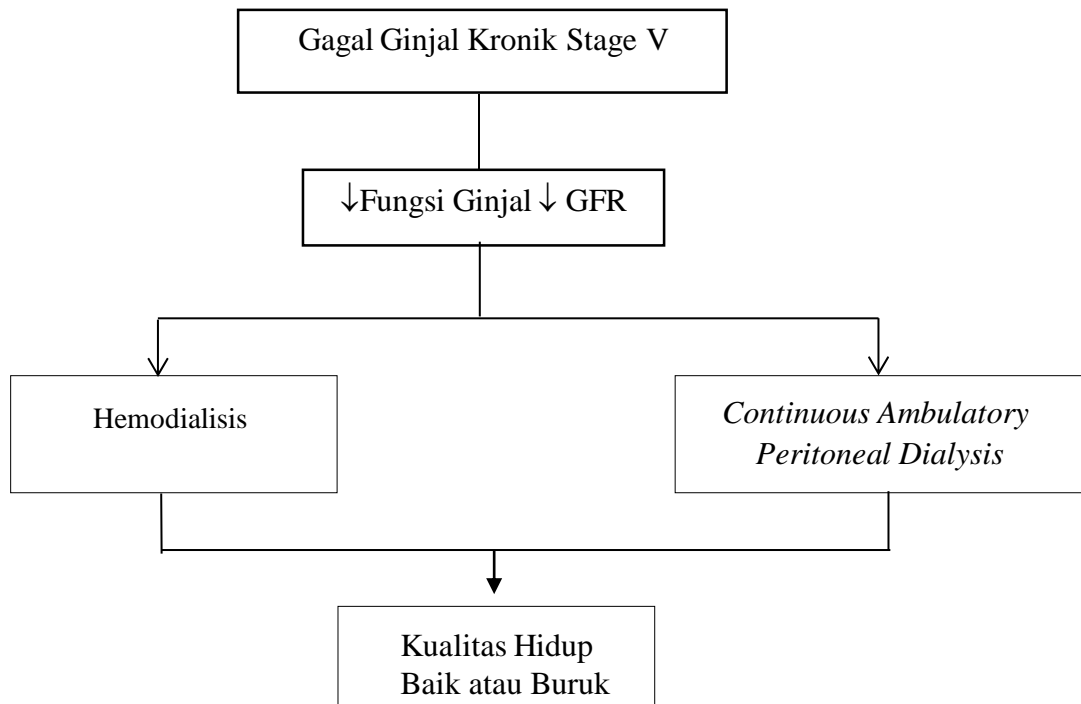 Gagal Ginjal Kronik Stage V
↓Fungsi Ginjal ↓ GFR
Hemodialisis
Continuous Ambulatory
Peritoneal Dialysis
Kualitas Hidup
Baik atau Buruk